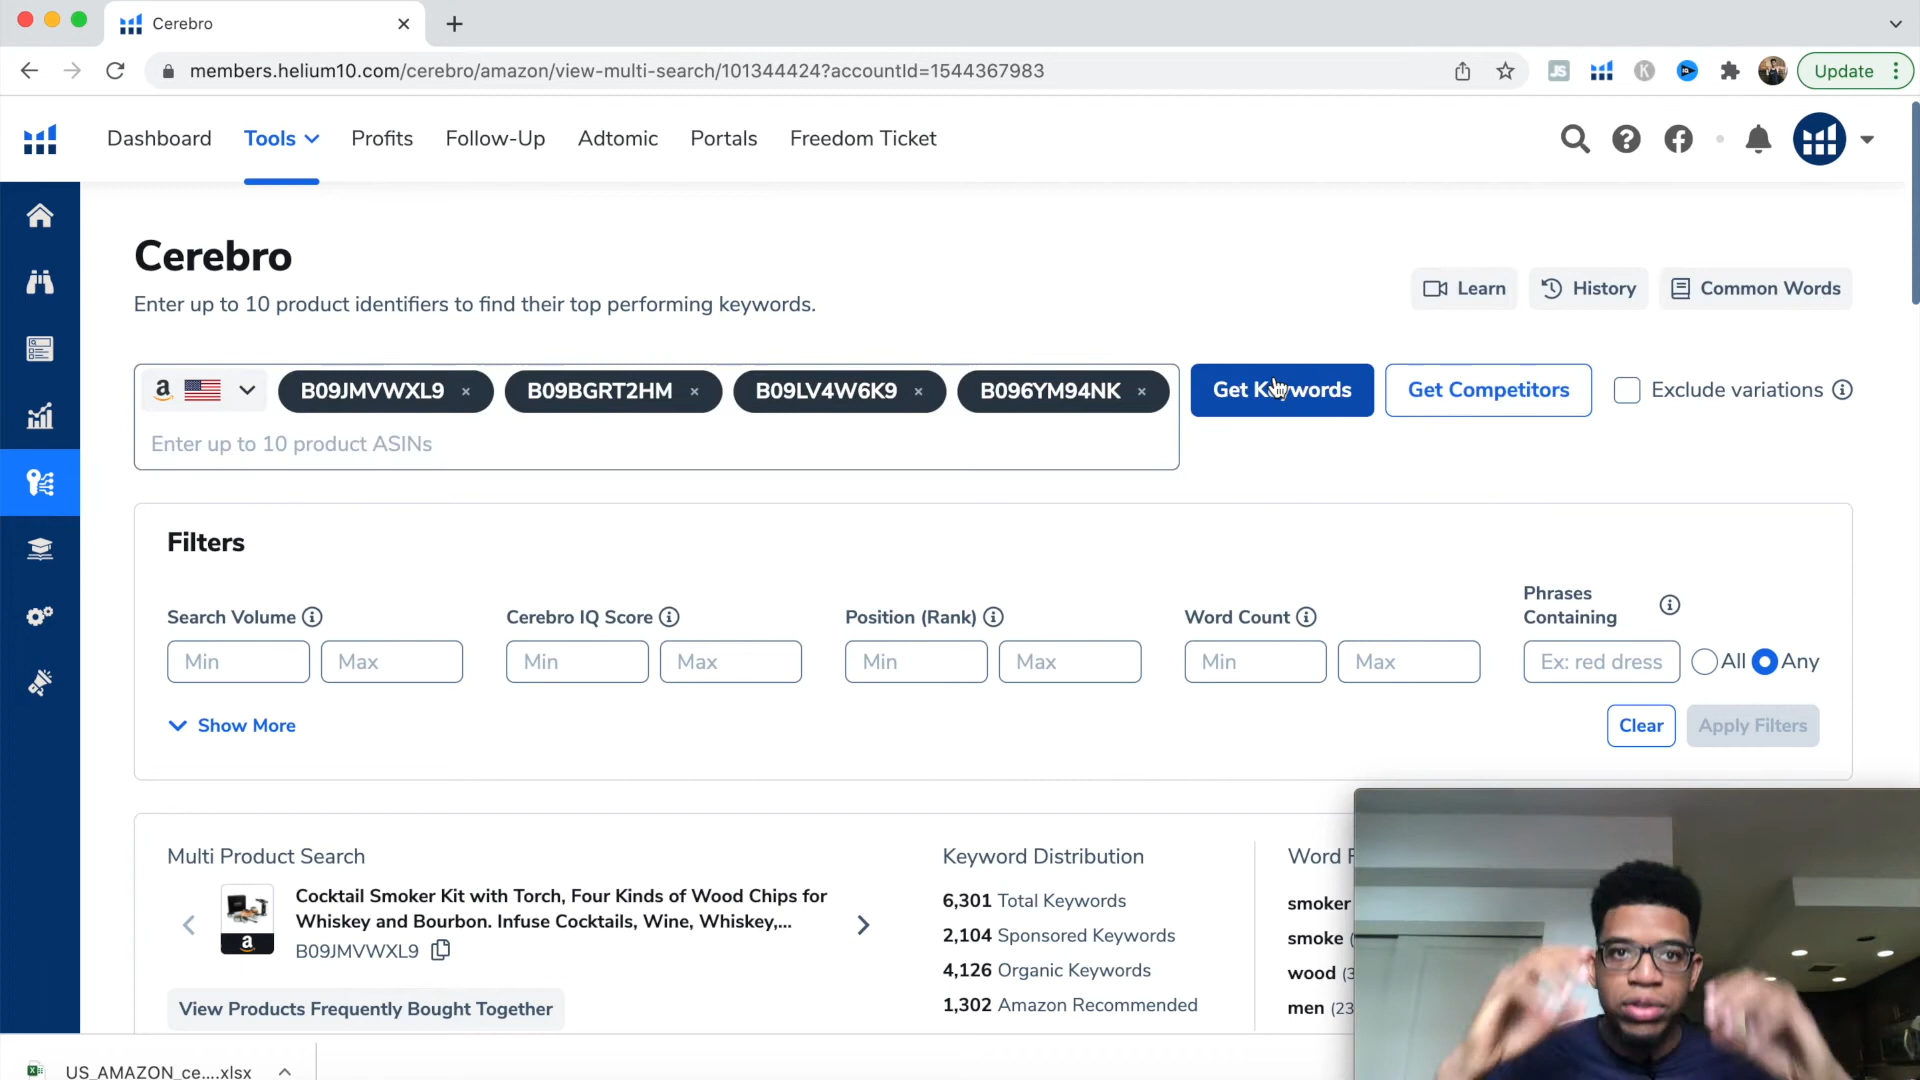 Cerebro
members.helium10.com/cerebro/amazon/view-multi-search/101344424?accountId=1544367983
JS
K
Update
Dashboard
Tools
Profits
Follow-Up
Adtomic
Portals
Freedom Ticket
Cerebro
Enter up to 10 product identifiers to find their top performing keywords.
Learn
History
Common Words
a
B09JMVWXL9 ×
B09BGRT2HM ×
B09LV4W6K9 ×
B096YM94NK ×
Get Keywords
Get Competitors
Exclude variations
Enter up to 10 product ASINs
Filters
Search Volume
Cerebro IQ Score
Position (Rank)
Word Count
Phrases
Containing
Min
Max
Min
Max
Min
Max
Min
Max
Ex: red dress
All
Any
Show More
Clear
Apply Filters
Multi Product Search
Cocktail Smoker Kit with Torch, Four Kinds of Wood Chips for
Whiskey and Bourbon. Infuse Cocktails, Wine, Whiskey,...
a
B09JMVWXL9
View Products Frequently Bought Together
Keyword Distribution
6,301 Total Keywords
2,104 Sponsored Keywords
4,126 Organic Keywords
1,302 Amazon Recommended
Word
smoker
smoke (
wood (3
men (23
US_AMAZON_ce....xlsx